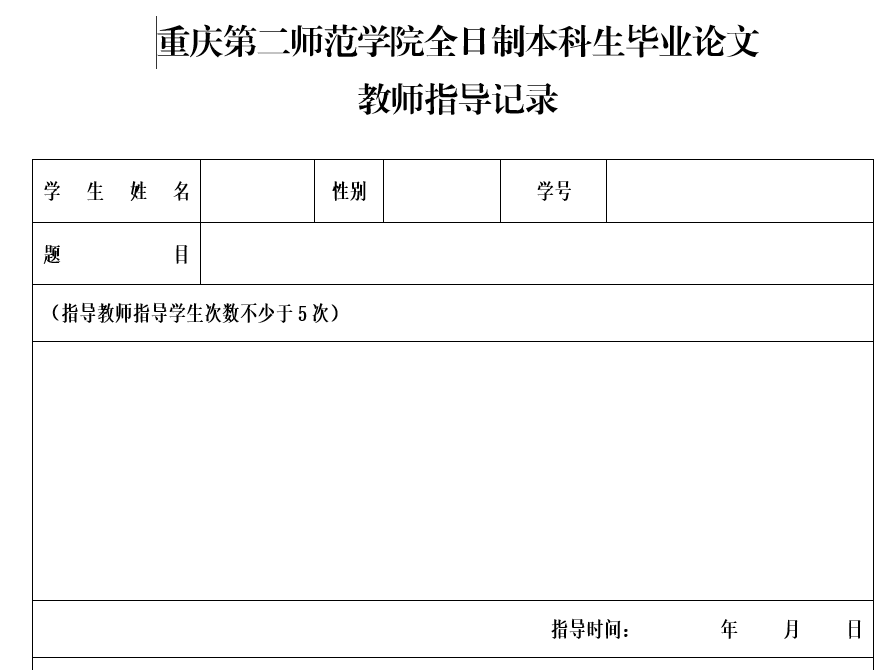 重庆第二师范学院全日制本科生毕业论文
教师指导记录
学 生 姓 名 性别 学号
题 目
（指导教师指导学生次数不少于 5 次）
指导时间： 年 月 日